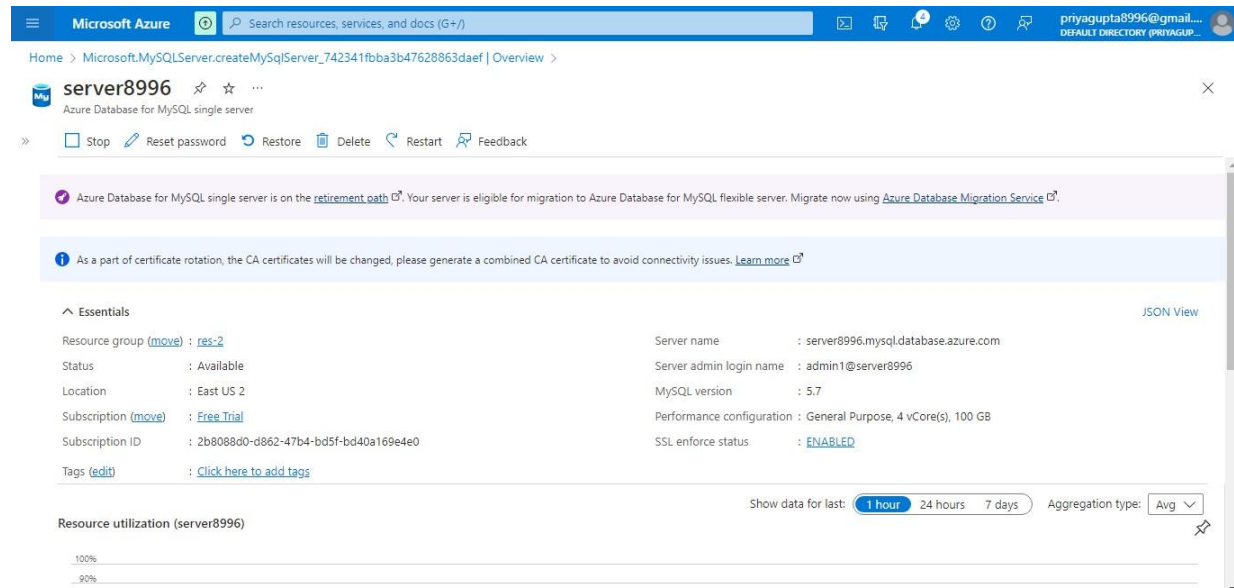 Microsoft Azure
Search resources, services, and docs (G+/)
4
priyagupta8996@gmail....
DEFAULT DIRECTORY (PRIYAGUP...
Home > Microsoft.MySQLServer.createMySqlServer_742341fbba3b47628863daef | Overview >
My
server8996 ...
Azure Database for MySQL single server
» Stop Reset password Restore Delete Restart Feedback
Azure Database for MySQL single server is on the retirement path. Your server is eligible for migration to Azure Database for MySQL flexible server. Migrate now using Azure Database Migration Service.
As a part of certificate rotation, the CA certificates will be changed, please generate a combined CA certificate to avoid connectivity issues. Learn more
Essentials
JSON View
Resource group (move) : res-2
Status : Available
Location : East US 2
Subscription (move) : Free Trial
Subscription ID : 2b8088d0-d862-47b4-bd5f-bd40a169e4e0
Tags (edit) : Click here to add tags
Server name : server8996.mysql.database.azure.com
Server admin login name : admin1@server8996
MySQL version : 5.7
Performance configuration : General Purpose, 4 vCore(s), 100 GB
SSL enforce status : ENABLED
Show data for last: 1 hour 24 hours 7 days Aggregation type: Avg
Resource utilization (server8996)
100%
90%